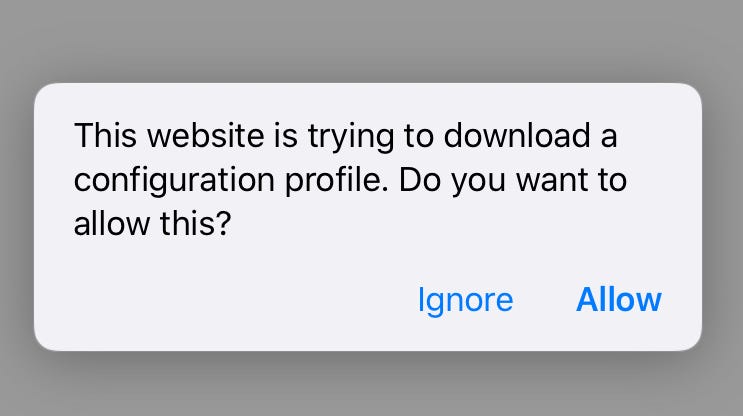 This website is trying to download a
configuration profile. Do you want to
allow this?
Ignore Allow